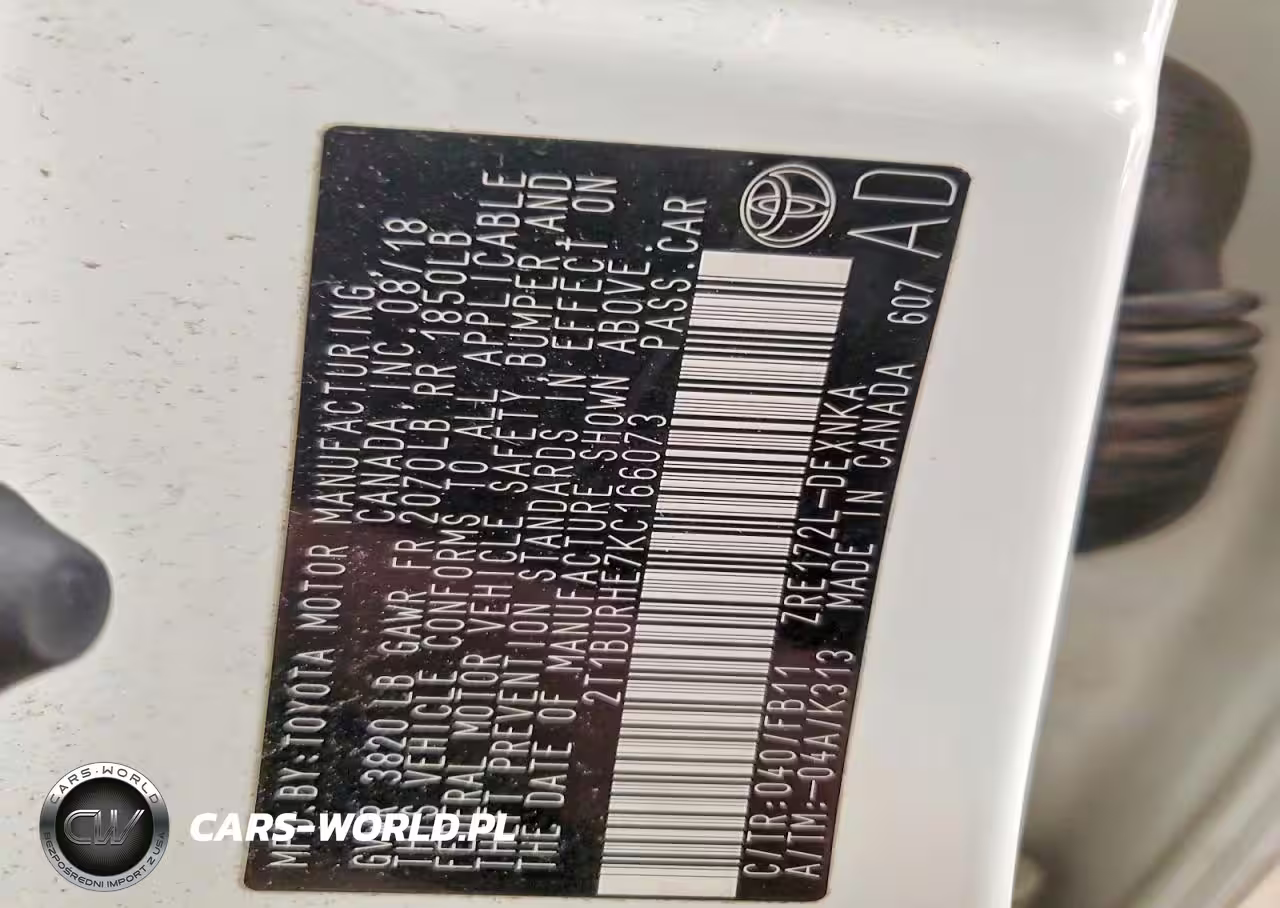 MFD.BY:TOYOTA MOTOR MANUFACTURING
CANADA, INC. 08/18
GVWR 3820 LB GAWR FR 2070LB RR 1850LB
THIS VEHICLE CONFORMS TO ALL APPLICABLE
FEDERAL MOTOR VEHICLE SAFETY, BUMPER AND
THEFT PREVENTION STANDARDS IN EFFECT ON
THE DATE OF MANUFACTURE SHOWN ABOVE.
2T1BURHE7KC166073 PASS.CAR
C/TR:040/FB11 ZRE172L-DEXNKA
A/TM:-04A/K313 MADE IN CANADA 607
AD
CARS-WORLD
CW
BEZPOŚREDNI IMPORT Z USA
CARS-WORLD.PL